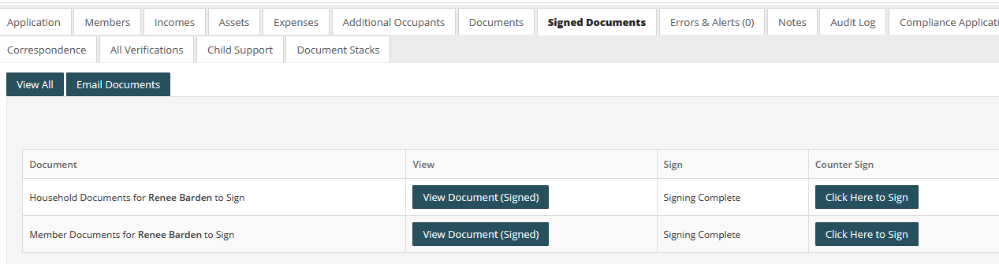 Application Members Incomes Assets Expenses Additional Occupants Documents Signed Documents Errors & Alerts (0) Notes Audit Log Compliance Applicati
Correspondence All Verifications Child Support Document Stacks
View All Email Documents
Document View Sign Counter Sign
Household Documents for Renee Barden to Sign View Document (Signed) Signing Complete Click Here to Sign
Member Documents for Renee Barden to Sign View Document (Signed) Signing Complete Click Here to Sign